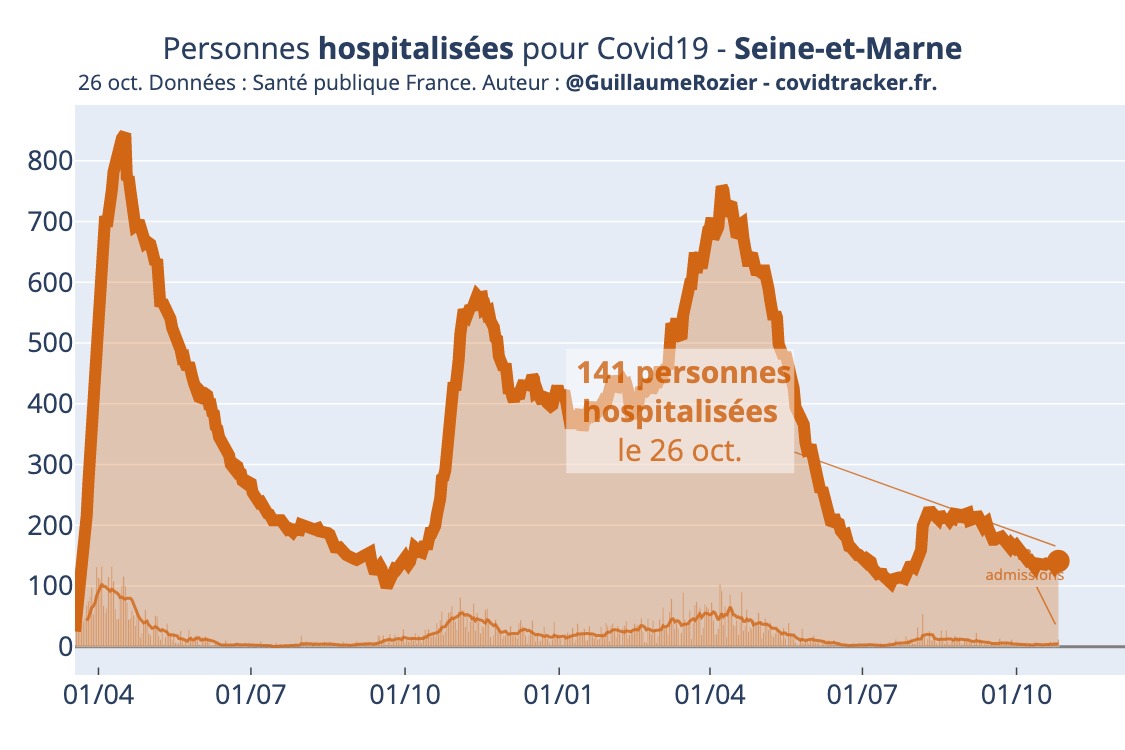 Personnes hospitalisées pour Covid19 - Seine-et-Marne
26 oct. Données : Santé publique France. Auteur : @GuillaumeRozier - covidtracker.fr.
800
700
600
500
400
300
200
100
0
141 personnes
hospitalisées
le 26 oct.
admissions
01/04 01/07 01/10 01/01 01/04 01/07 01/10